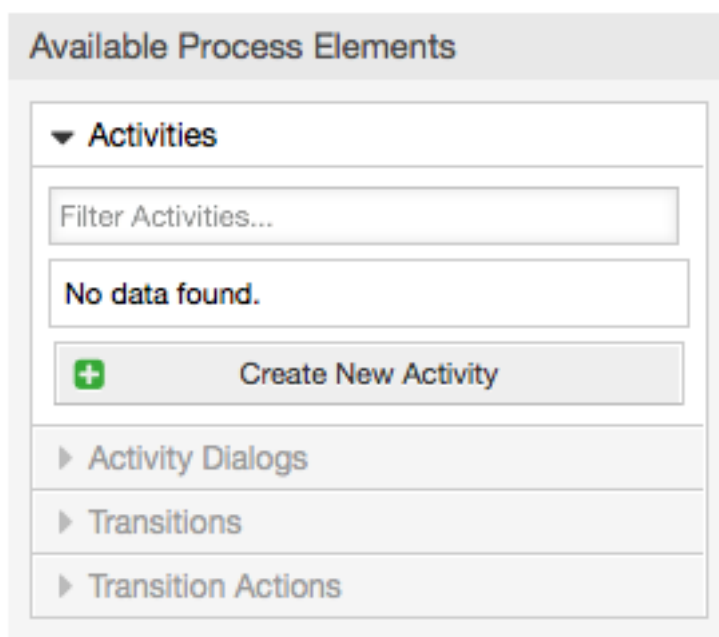 Available Process Elements
Activities
Filter Activities...
No data found.
Create New Activity
Activity Dialogs
Transitions
Transition Actions